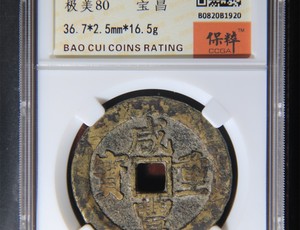 极美80 宝昌
36.7*2.5mm*16.5g
BAO CUI COINS RATING
B0820B1920
保粹
CCGA
咸
寶 重
豐